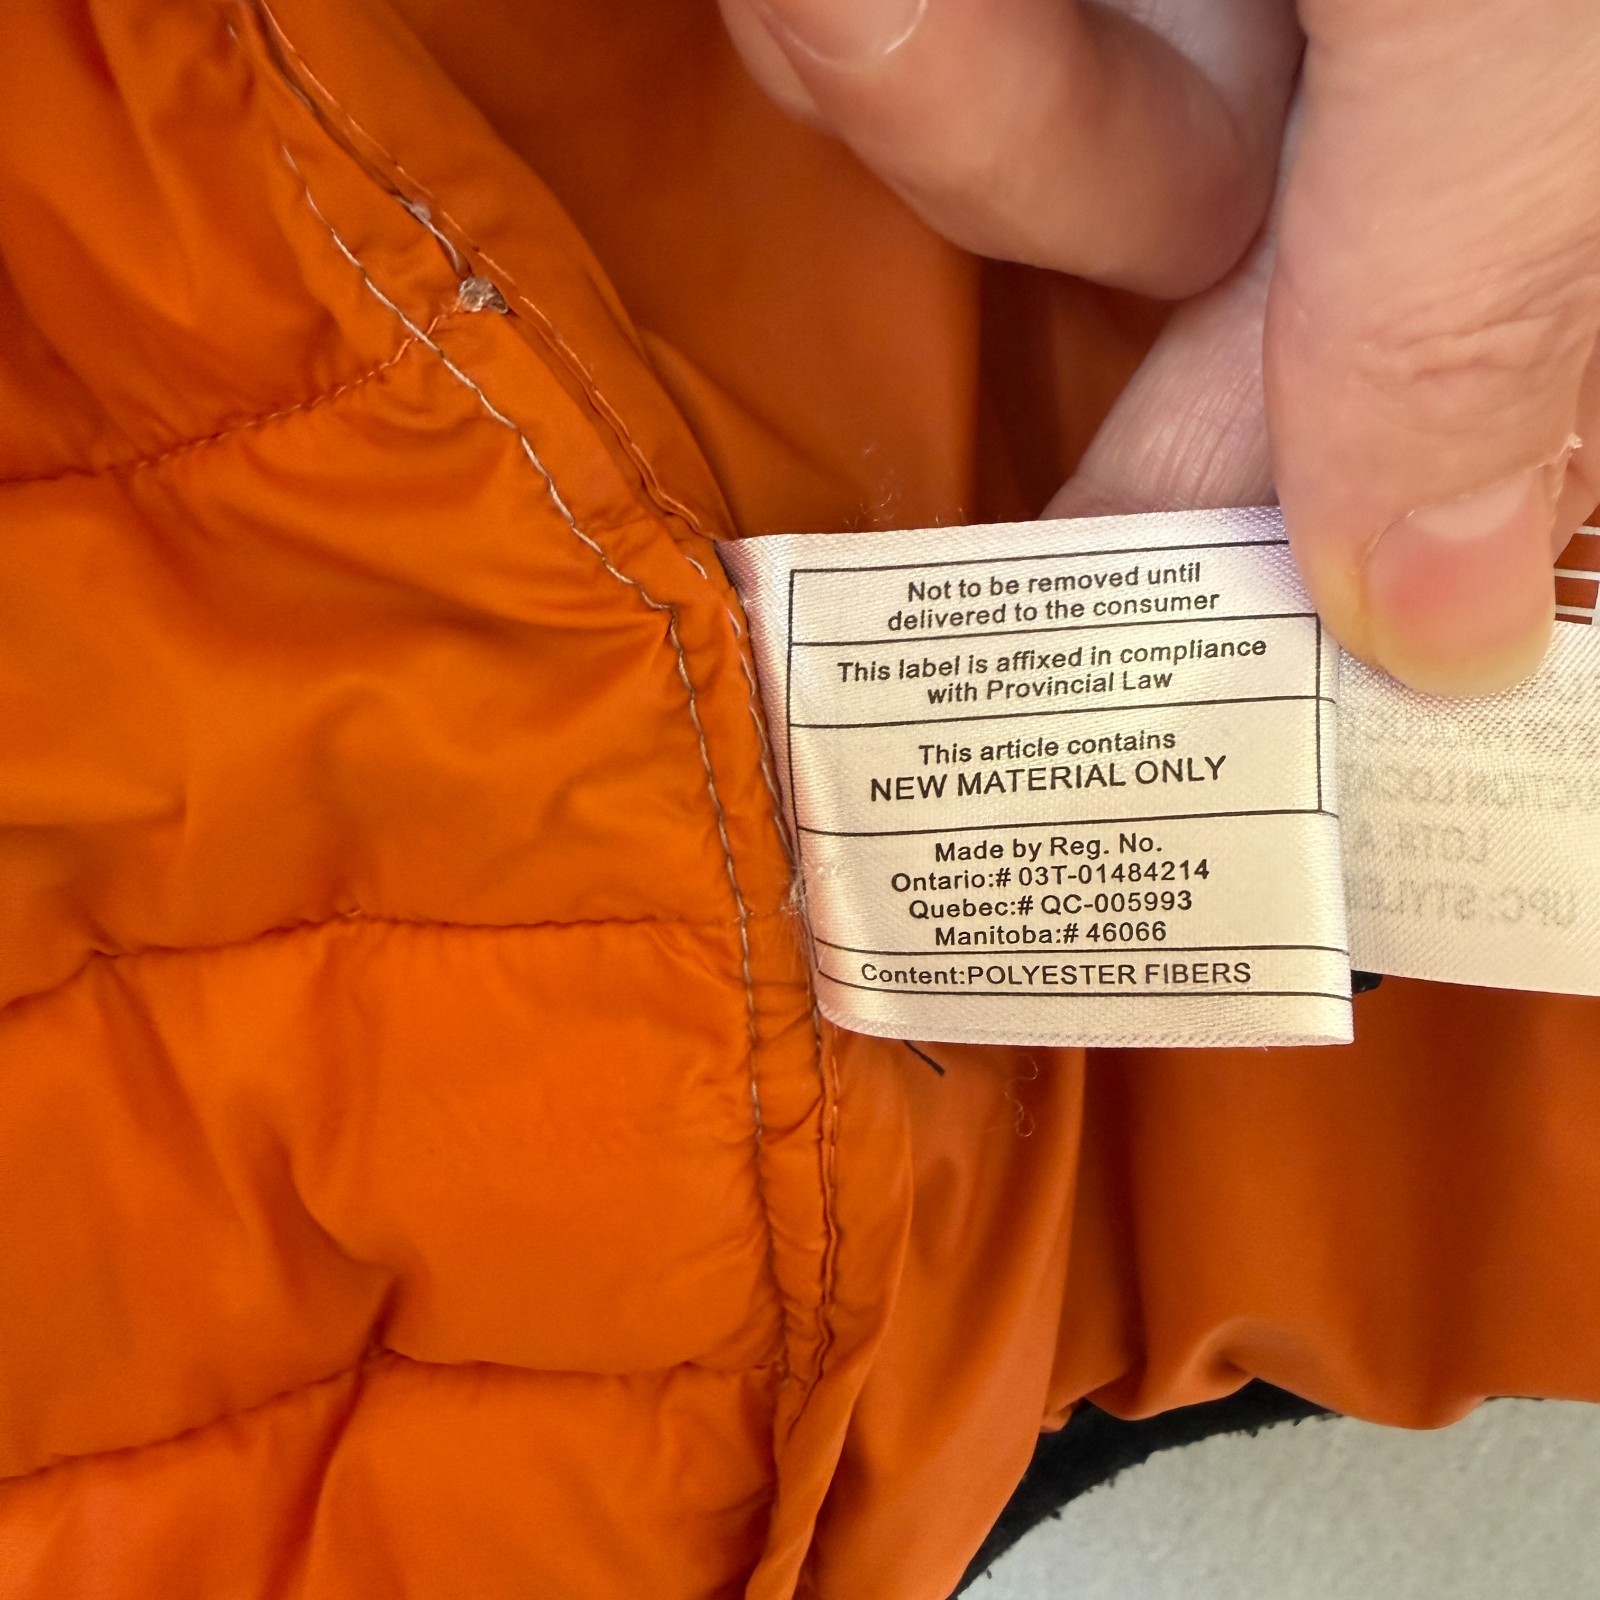 Not to be removed until
delivered to the consumer
This label is affixed in compliance
with Provincial Law
This article contains
NEW MATERIAL ONLY
Made by Reg. No.
Ontario:# 03T-01484214
Quebec:# QC-005993
Manitoba:# 46066
Content:POLYESTER FIBERS